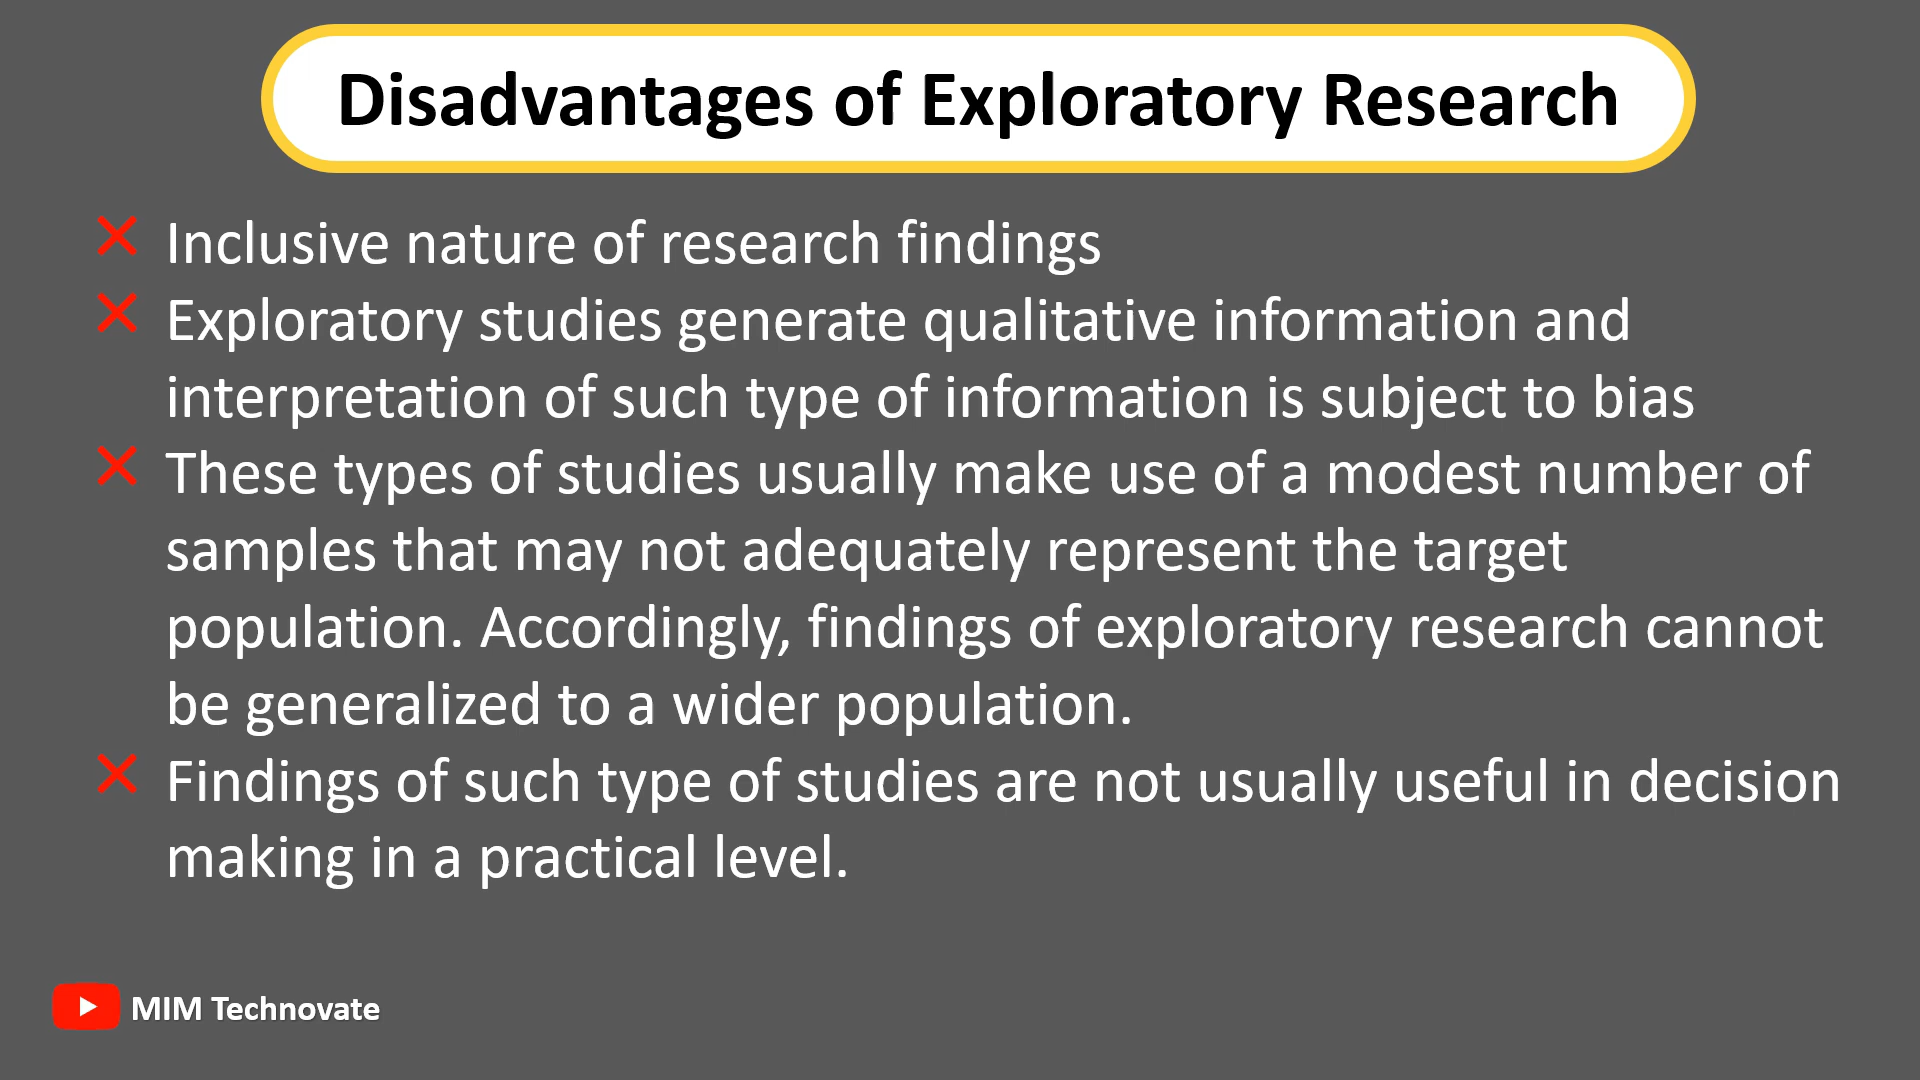 Disadvantages of Exploratory Research
Inclusive nature of research findings
Exploratory studies generate qualitative information and
interpretation of such type of information is subject to bias
These types of studies usually make use of a modest number of
samples that may not adequately represent the target
population. Accordingly, findings of exploratory research cannot
be generalized to a wider population.
Findings of such type of studies are not usually useful in decision
making in a practical level.
MIM Technovate